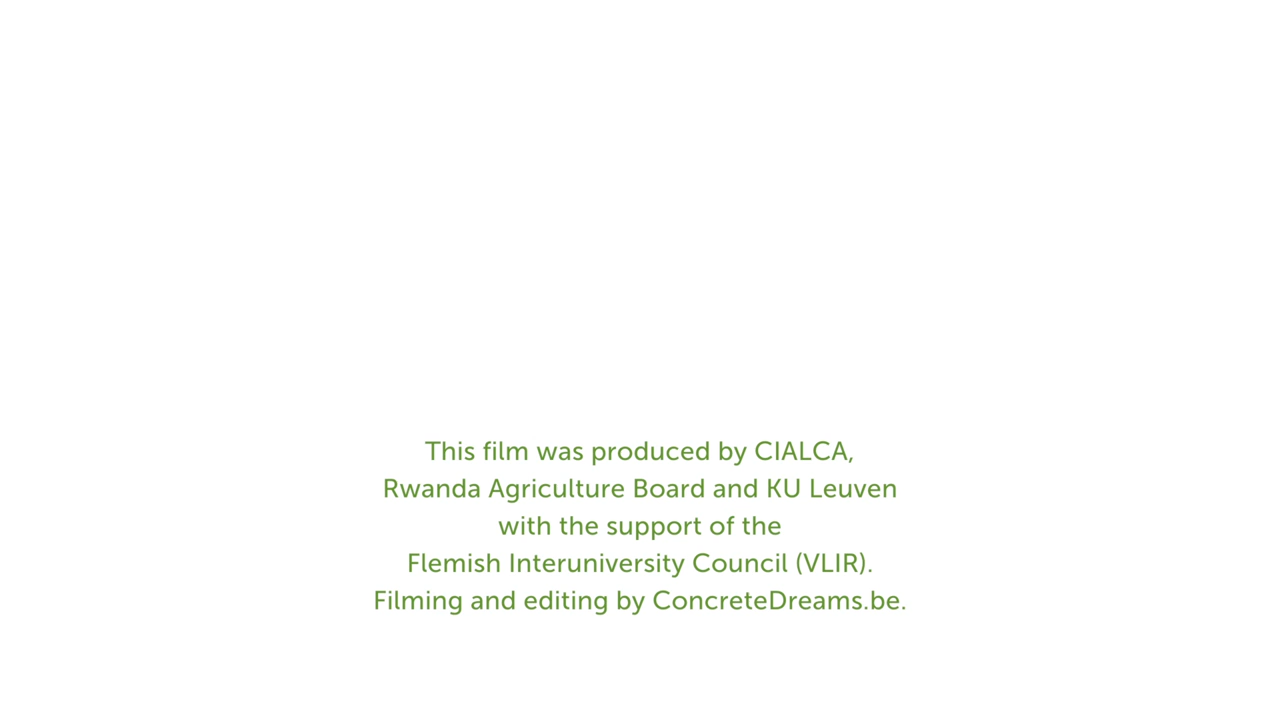 This film was produced by CIALCA,
Rwanda Agriculture Board and KU Leuven
with the support of the
Flemish Interuniversity Council (VLIR).
Filming and editing by ConcreteDreams.be.